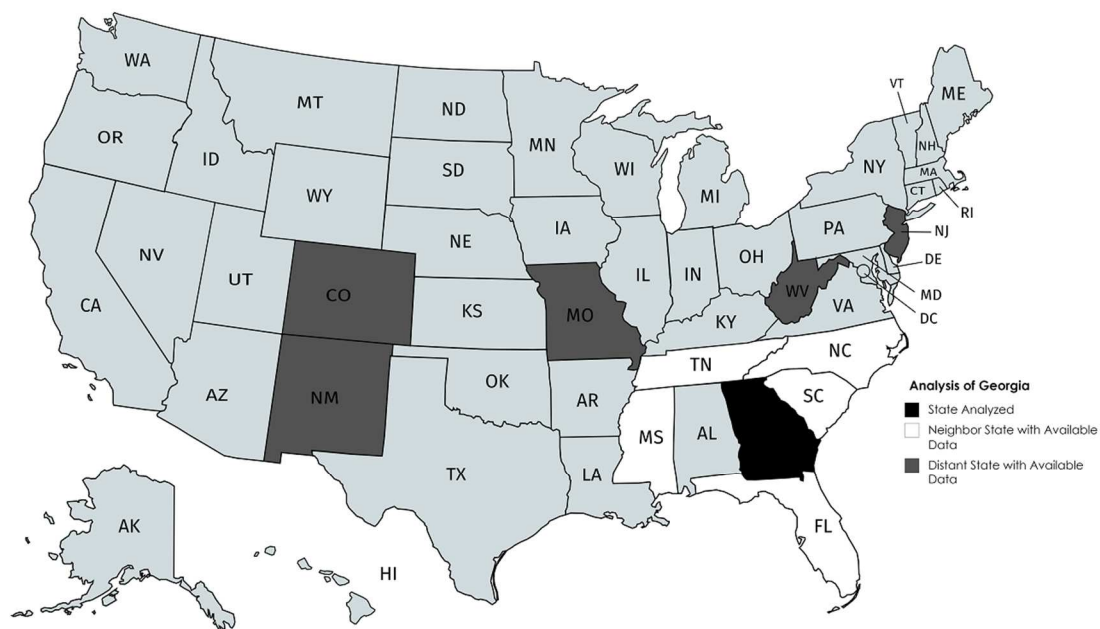 WA
MT
ND
MN
VT
ME
OR
ID
SD
WI
NH
NY
MA
WY
MI
CT
RI
IA
NE
PA
NJ
NV
OH
UT
IL
IN
DE
CO
WV
MD
CA
KS
MO
VA
KY
DC
NC
TN
OK
AZ
NM
AR
SC
MS
AL
TX
LA
FL
AK
HI
Analysis of Georgia
State Analyzed
Neighbor State with Available
Data
Distant State with Available
Data